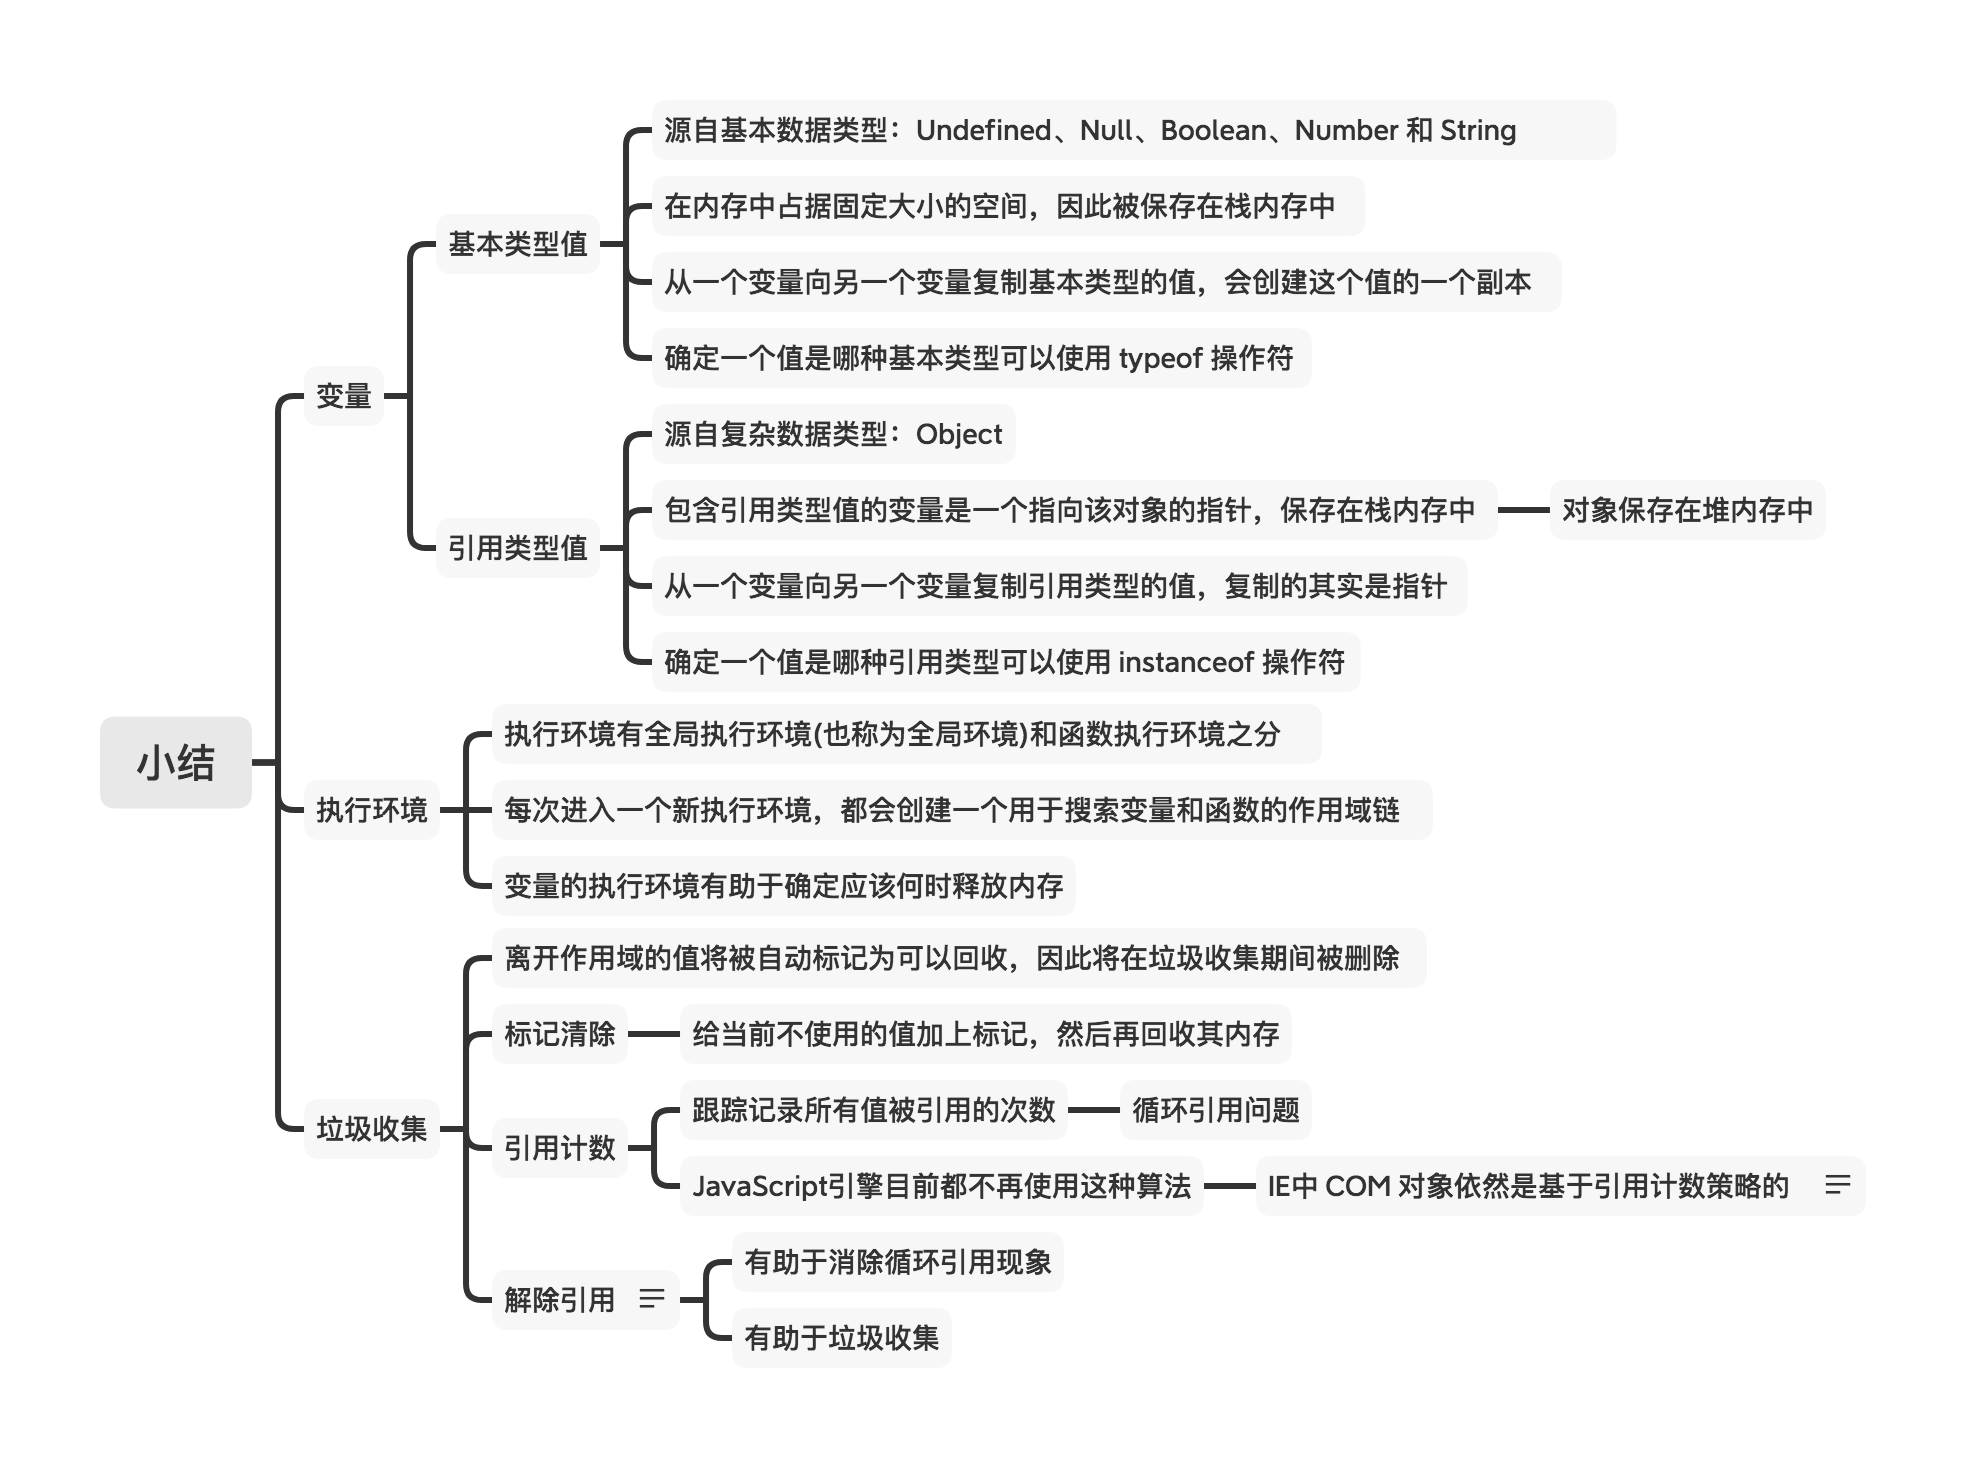 源自基本数据类型：Undefined、Null、Boolean、Number 和 String
在内存中占据固定大小的空间，因此被保存在栈内存中
基本类型值
从一个变量向另一个变量复制基本类型的值，会创建这个值的一个副本
确定一个值是哪种基本类型可以使用 typeof 操作符
变量
源自复杂数据类型：Object
包含引用类型值的变量是一个指向该对象的指针，保存在栈内存中
对象保存在堆内存中
引用类型值
从一个变量向另一个变量复制引用类型的值，复制的其实是指针
确定一个值是哪种引用类型可以使用 instanceof 操作符
小结
执行环境有全局执行环境(也称为全局环境)和函数执行环境之分
执行环境
每次进入一个新执行环境，都会创建一个用于搜索变量和函数的作用域链
变量的执行环境有助于确定应该何时释放内存
离开作用域的值将被自动标记为可以回收，因此将在垃圾收集期间被删除
标记清除
给当前不使用的值加上标记，然后再回收其内存
垃圾收集
跟踪记录所有值被引用的次数
循环引用问题
引用计数
JavaScript引擎目前都不再使用这种算法
IE中 COM 对象依然是基于引用计数策略的
有助于消除循环引用现象
解除引用
有助于垃圾收集